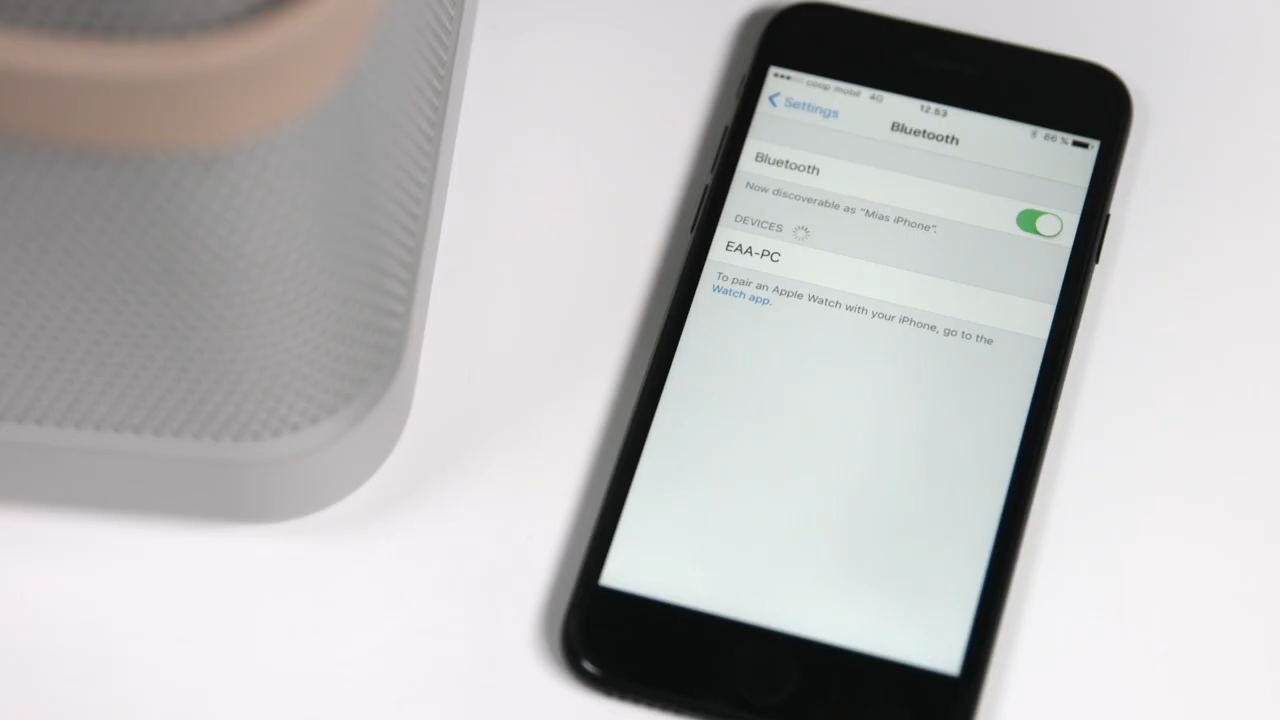 coop mobil 4G 12.53 86 %
Settings Bluetooth
Bluetooth
Now discoverable as "Mias iPhone".
DEVICES
EAA-PC
To pair an Apple Watch with your iPhone, go to the
Watch app.